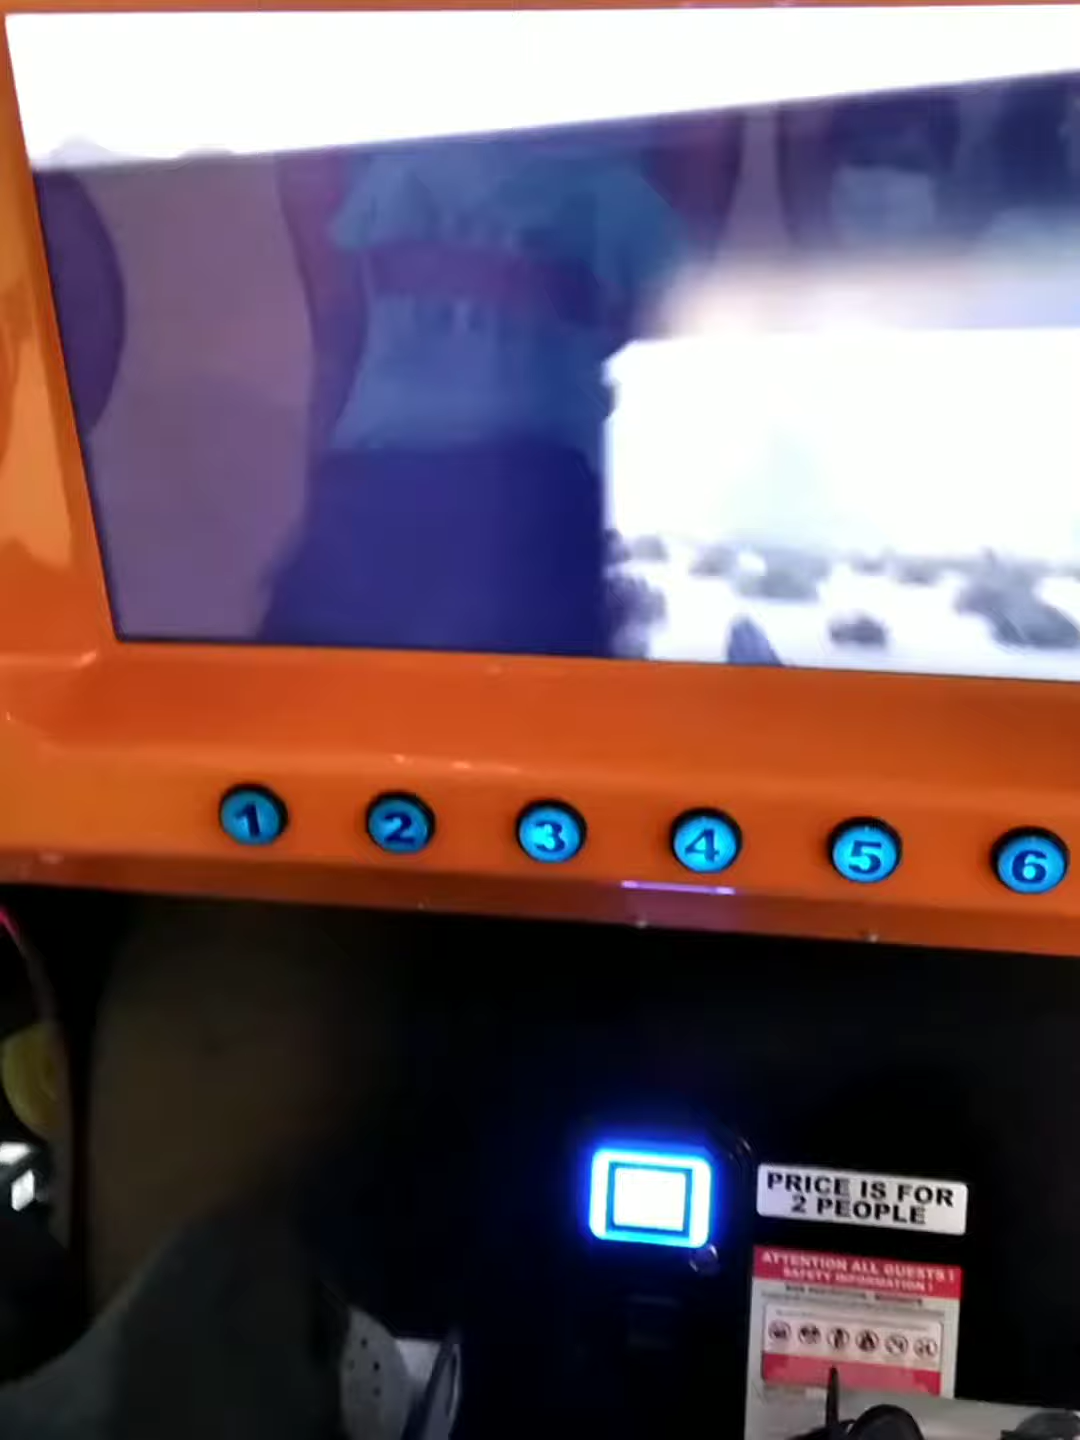 1 2 3 4 5 6
PRICE IS FOR
2 PEOPLE
ATTENTION ALL GUESTS !
SAFETY INFORMATION !